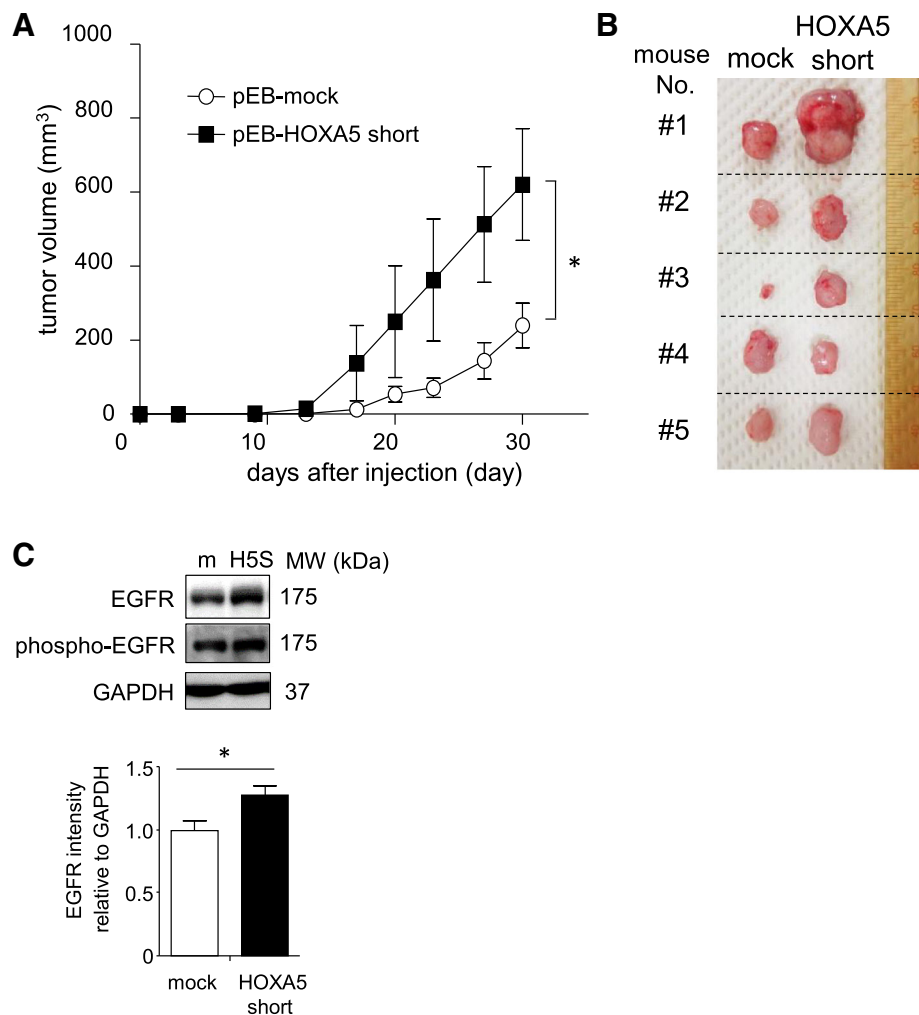 A
1000
800
600
400
200
0
tumor volume (mm³)
pEB-mock
pEB-HOXA5 short
*
0
10
20
30
days after injection (day)
B
mouse
No.
mock
HOXA5
short
#1
#2
#3
#4
#5
C
m H5S MW (kDa)
EGFR 175
phospho-EGFR 175
GAPDH 37
*
1.5
1.0
0.5
0
EGFR intensity
relative to GAPDH
mock
HOXA5
short